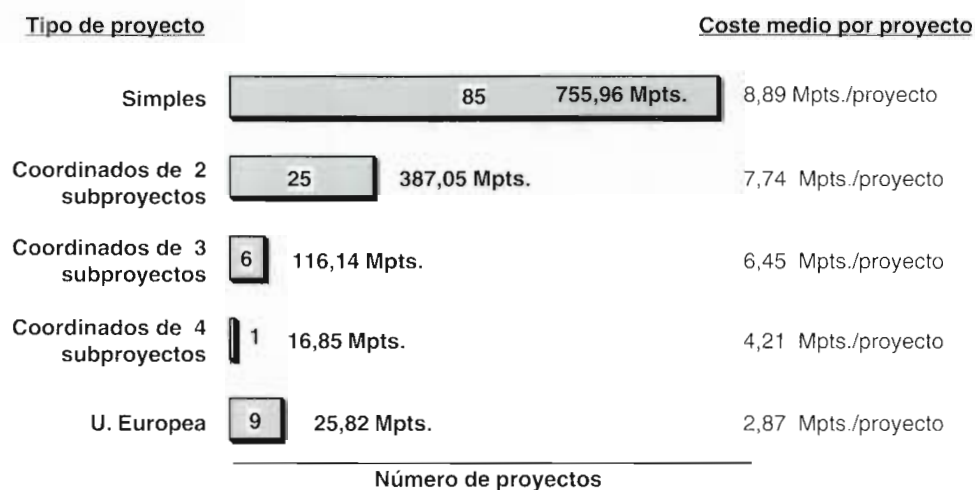 Tipo de proyecto Coste medio por proyecto
Simples 85 755,96 Mpts. 8,89 Mpts./proyecto
Coordinados de 2
subproyectos 25 387,05 Mpts. 7,74 Mpts./proyecto
Coordinados de 3
subproyectos 6 116,14 Mpts. 6,45 Mpts./proyecto
Coordinados de 4
subproyectos 1 16,85 Mpts. 4,21 Mpts./proyecto
U. Europea 9 25,82 Mpts. 2,87 Mpts./proyecto
Número de proyectos